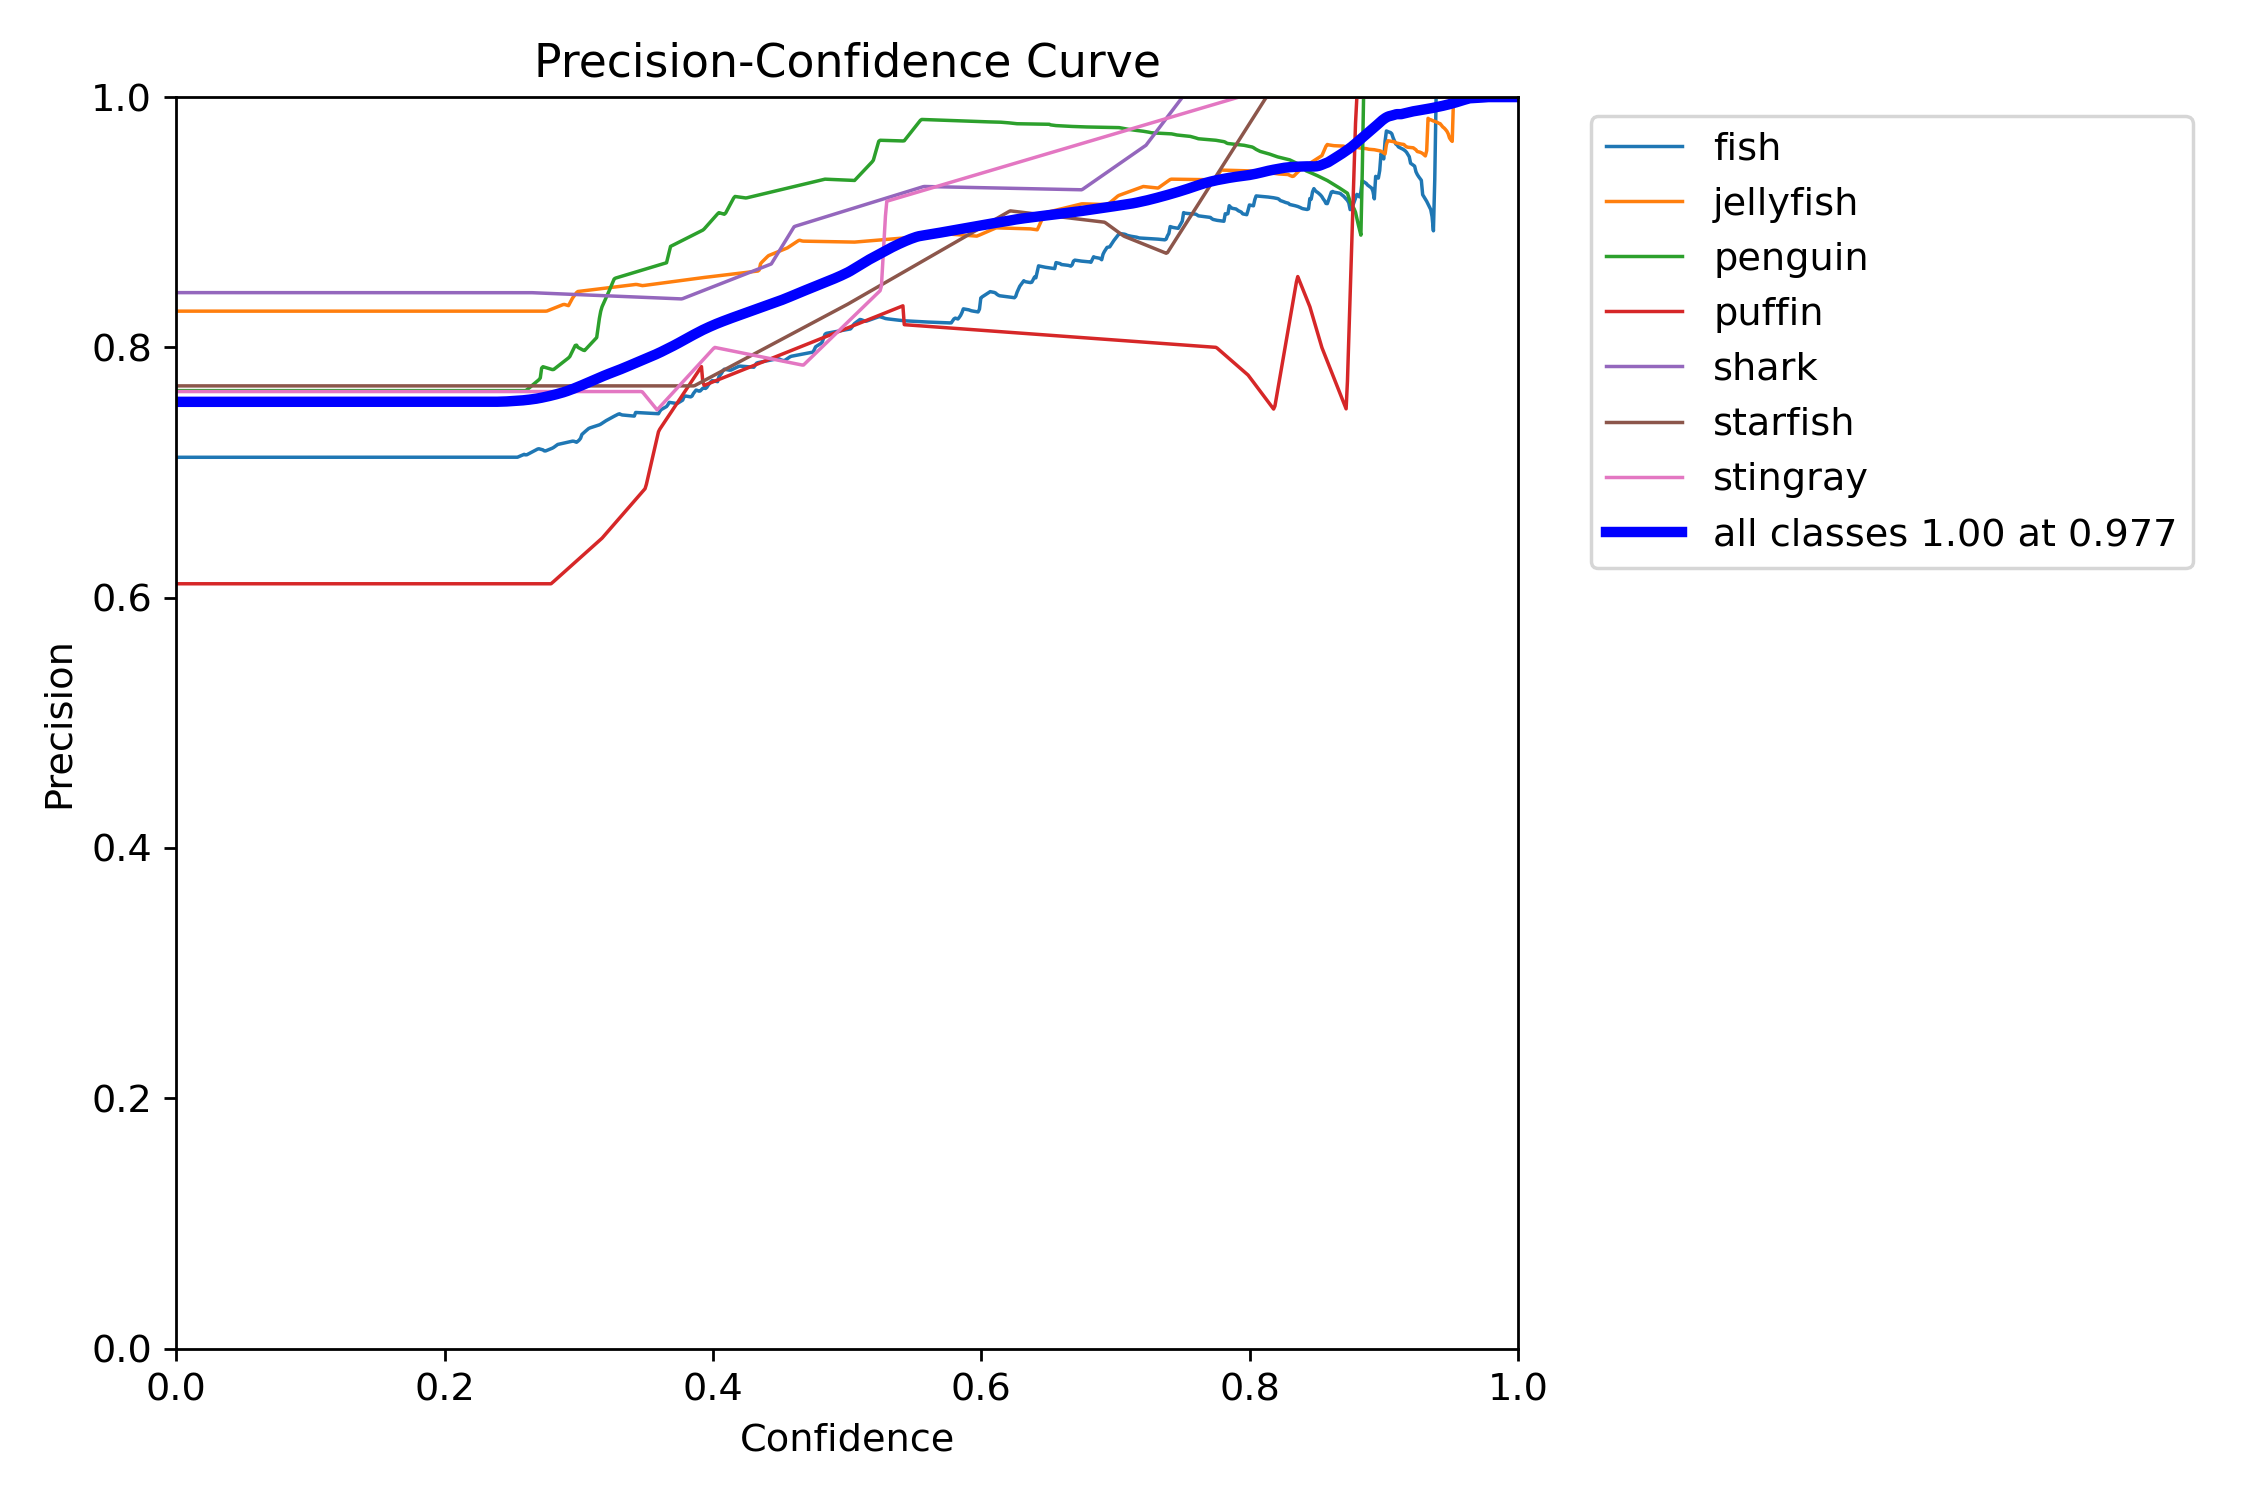 Precision-Confidence Curve
1.0
0.8
0.6
0.4
0.2
0.0
Precision
0.0 0.2 0.4 0.6 0.8 1.0
Confidence
fish
jellyfish
penguin
puffin
shark
starfish
stingray
all classes 1.00 at 0.977